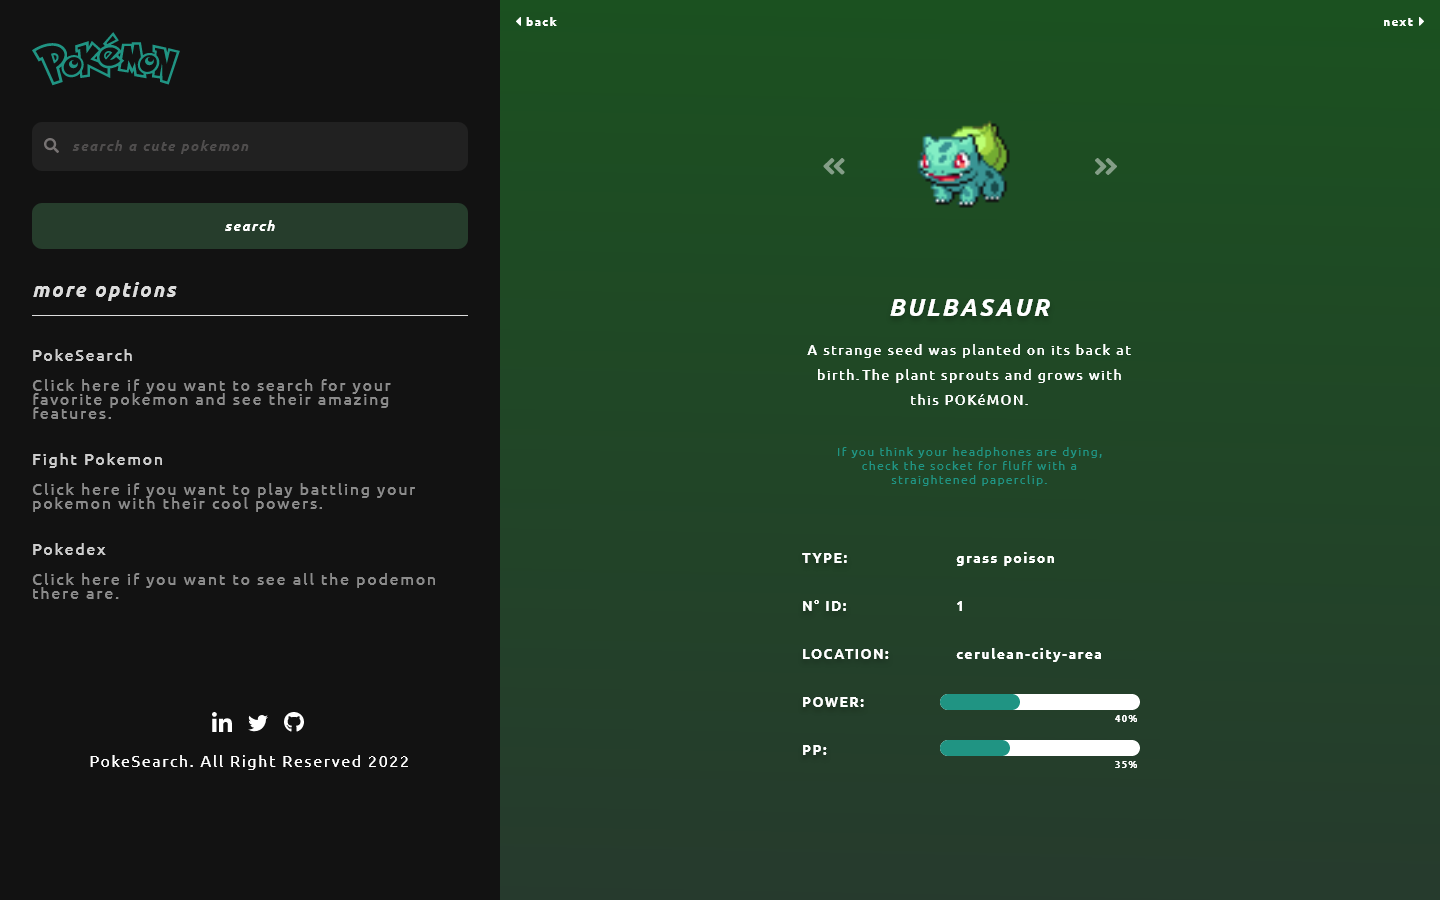 POKéMON
search a cute pokemon
search
more options
PokeSearch
Click here if you want to search for your
favorite pokemon and see their amazing
features.
Fight Pokemon
Click here if you want to play battling your
pokemon with their cool powers.
Pokedex
Click here if you want to see all the podemon
there are.
PokeSearch. All Right Reserved 2022
back
next
BULBASAUR
A strange seed was planted on its back at
birth.The plant sprouts and grows with
this POKéMON.
If you think your headphones are dying,
check the socket for fluff with a
straightened paperclip.
TYPE: grass poison
N° ID: 1
LOCATION: cerulean-city-area
POWER:
40%
PP:
35%